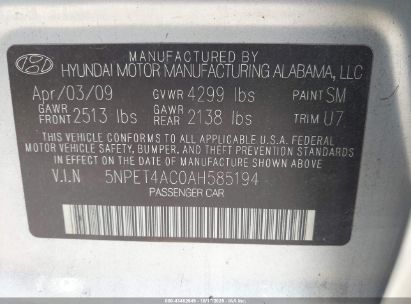 MANUFACTURED BY
HYUNDAI MOTOR MANUFACTURING ALABAMA, LLC
Apr/03/09 GVWR 4299 lbs PAINT SM
GAWR FRONT 2513 lbs GAWR REAR 2138 lbs TRIM U7
THIS VEHICLE CONFORMS TO ALL APPLICABLE U.S.A. FEDERAL
MOTOR VEHICLE SAFETY, BUMPER, AND THEFT PREVENTION
STANDARDS IN EFFECT ON THE DATE OF MANUFACTURE SHOWN ABOVE.
V.I.N 5NPET4AC0AH585194
PASSENGER CAR